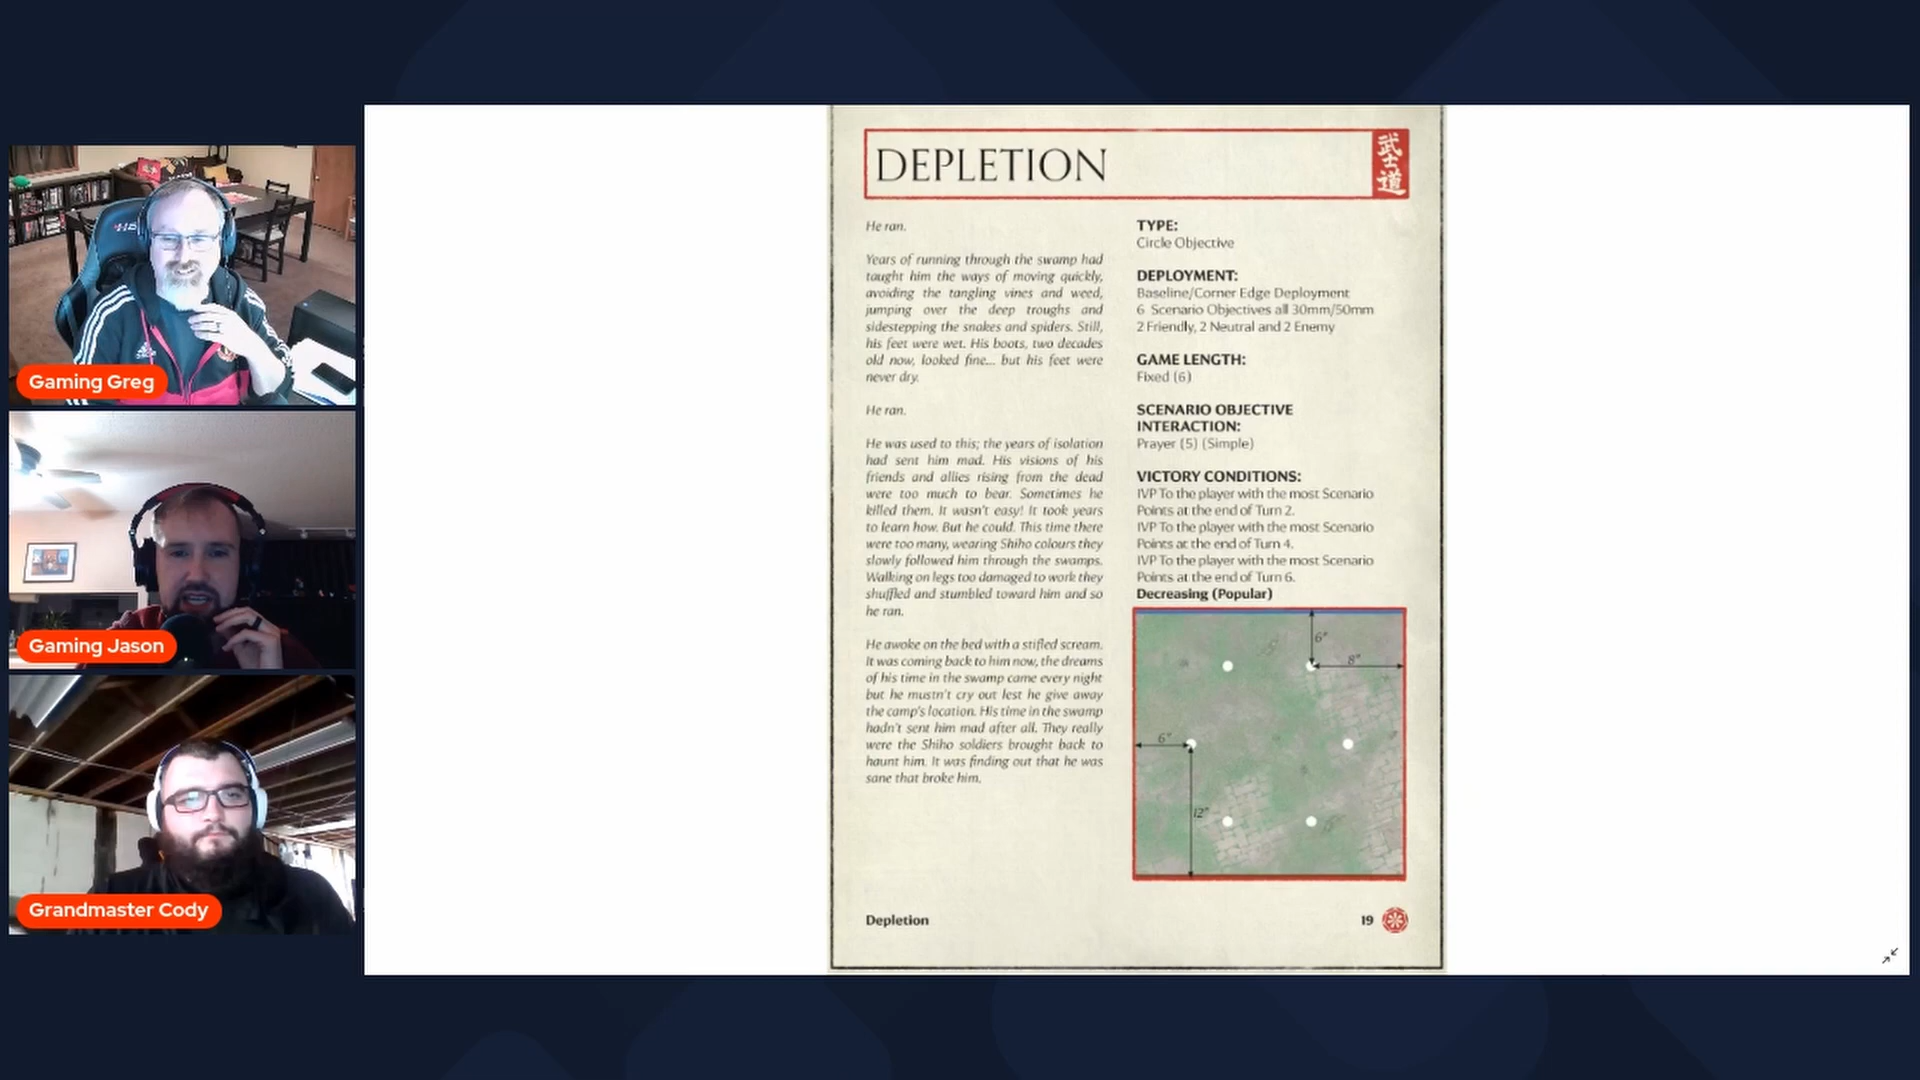 DEPLETION
武士道
He ran.
Years of running through the swamp had
taught him the ways of moving quickly,
avoiding the tangling vines and weed,
jumping over the deep troughs and
sidestepping the snakes and spiders. Still,
his feet were wet. His boots, two decades
old now, looked fine... but his feet were
never dry.
He ran.
He was used to this; the years of isolation
had sent him mad. His visions of his
friends and allies rising from the dead
were too much to bear. Sometimes he
killed them. It wasn't easy! It took years
to learn how. But he could. This time there
were too many, wearing Shiho colours they
slowly followed him through the swamps.
Walking on legs too damaged to work they
shuffled and stumbled toward him and so
he ran.
He awoke on the bed with a stifled scream.
It was coming back to him now, the dreams
of his time in the swamp came every night
but he mustn't cry out lest he give away
the camp's location. His time in the swamp
hadn't sent him mad after all. They really
were the Shiho soldiers brought back to
haunt him. It was finding out that he was
sane that broke him.
TYPE:
Circle Objective
DEPLOYMENT:
Baseline/Corner Edge Deployment
6 Scenario Objectives all 30mm/50mm
2 Friendly, 2 Neutral and 2 Enemy
GAME LENGTH:
Fixed (6)
SCENARIO OBJECTIVE
INTERACTION:
Prayer (5) (Simple)
VICTORY CONDITIONS:
1VP To the player with the most Scenario
Points at the end of Turn 2.
1VP To the player with the most Scenario
Points at the end of Turn 4.
1VP To the player with the most Scenario
Points at the end of Turn 6.
Decreasing (Popular)
6"
8"
6"
12"
Depletion
19
Gaming Greg
Gaming Jason
Grandmaster Cody